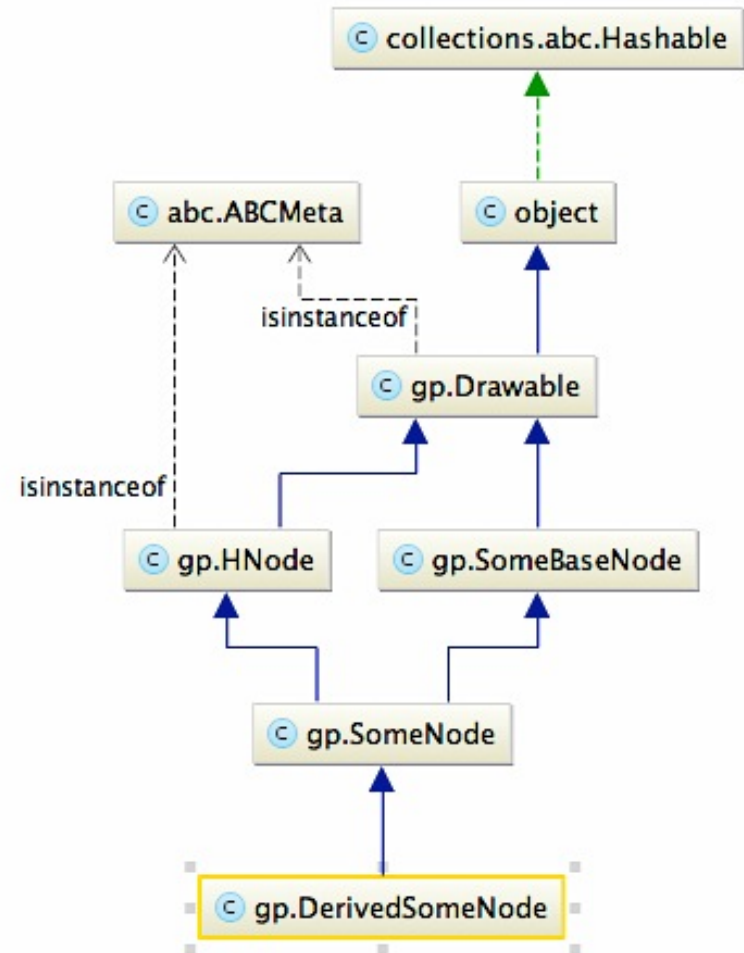 C collections.abc.Hashable
C abc.ABCMeta
C object
isinstanceof
C gp.Drawable
isinstanceof
C gp.HNode
C gp.SomeBaseNode
C gp.SomeNode
C gp.DerivedSomeNode